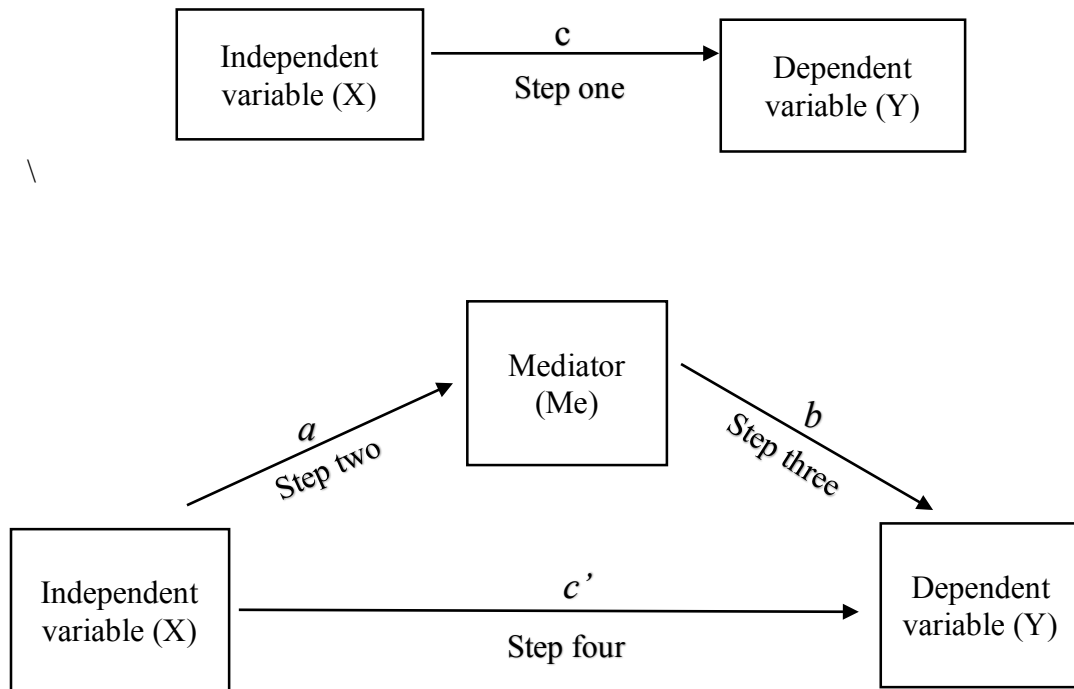 Independent
variable (X)
c
Step one
Dependent
variable (Y)
\
Mediator
(Me)
a
Step two
b
Step three
Independent
variable (X)
c’
Step four
Dependent
variable (Y)